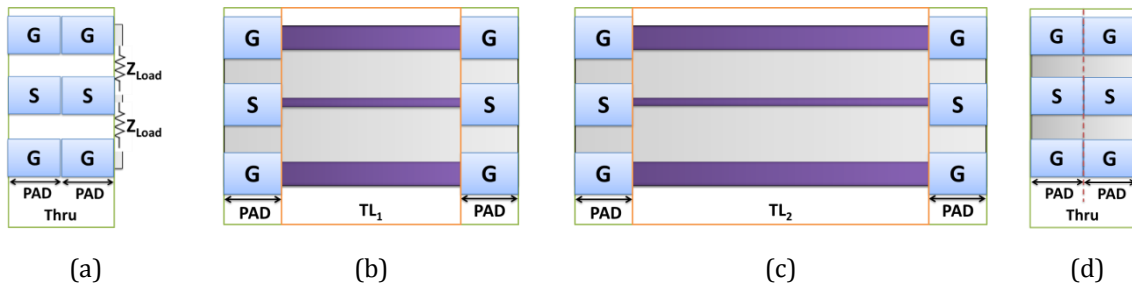 G G
Z_Load
S S
Z_Load
G G
PAD PAD
Thru
(a)
G G
S S
G G
PAD TL₁ PAD
(b)
G G
S S
G G
PAD TL₂ PAD
(c)
G G
S S
G G
PAD PAD
Thru
(d)